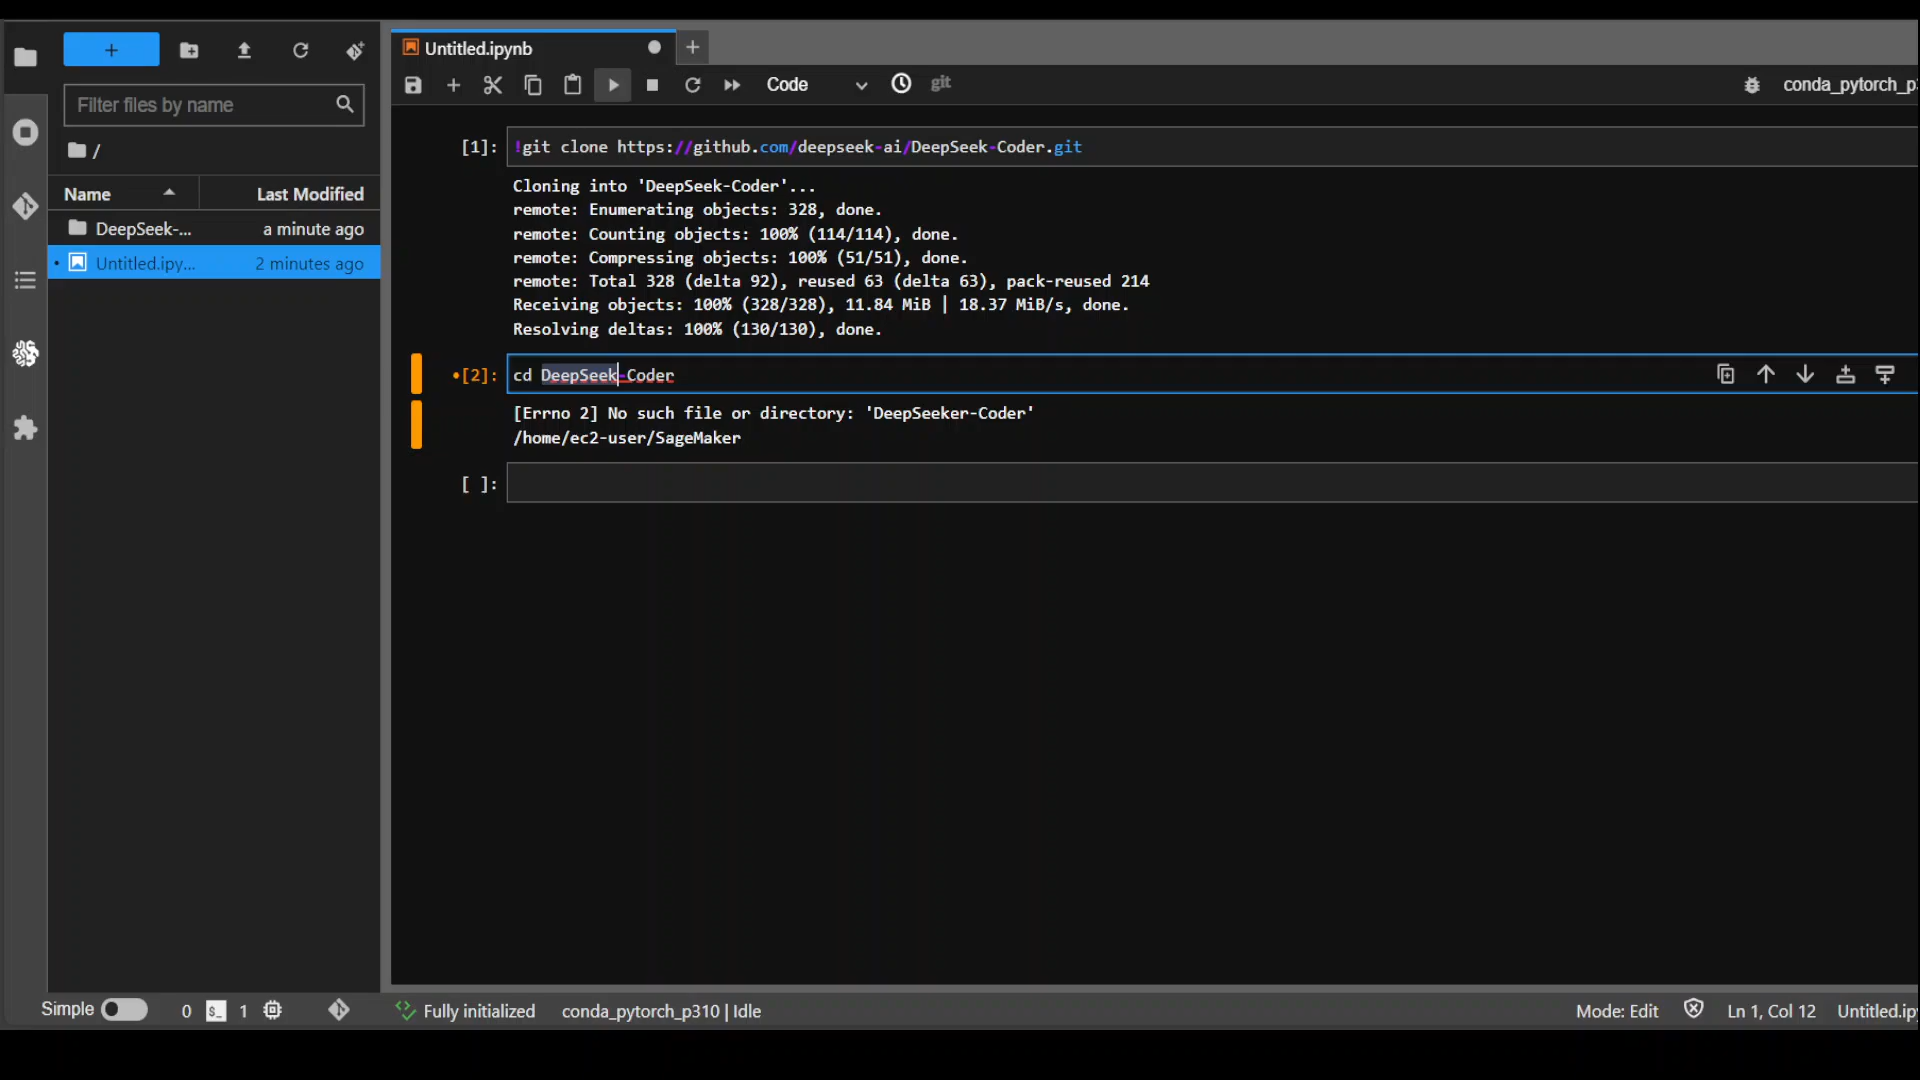 +
Filter files by name
/
Name Last Modified
DeepSeek-... a minute ago
Untitled.ipy... 2 minutes ago
Untitled.ipynb
Code
git
conda_pytorch_p
[1]: !git clone https://github.com/deepseek-ai/DeepSeek-Coder.git
Cloning into 'DeepSeek-Coder'...
remote: Enumerating objects: 328, done.
remote: Counting objects: 100% (114/114), done.
remote: Compressing objects: 100% (51/51), done.
remote: Total 328 (delta 92), reused 63 (delta 63), pack-reused 214
Receiving objects: 100% (328/328), 11.84 MiB | 18.37 MiB/s, done.
Resolving deltas: 100% (130/130), done.
•[2]: cd DeepSeek-Coder
[Errno 2] No such file or directory: 'DeepSeeker-Coder'
/home/ec2-user/SageMaker
[ ]:
Simple 0 $_ 1 Fully initialized conda_pytorch_p310 | Idle Mode: Edit Ln 1, Col 12 Untitled.ipy